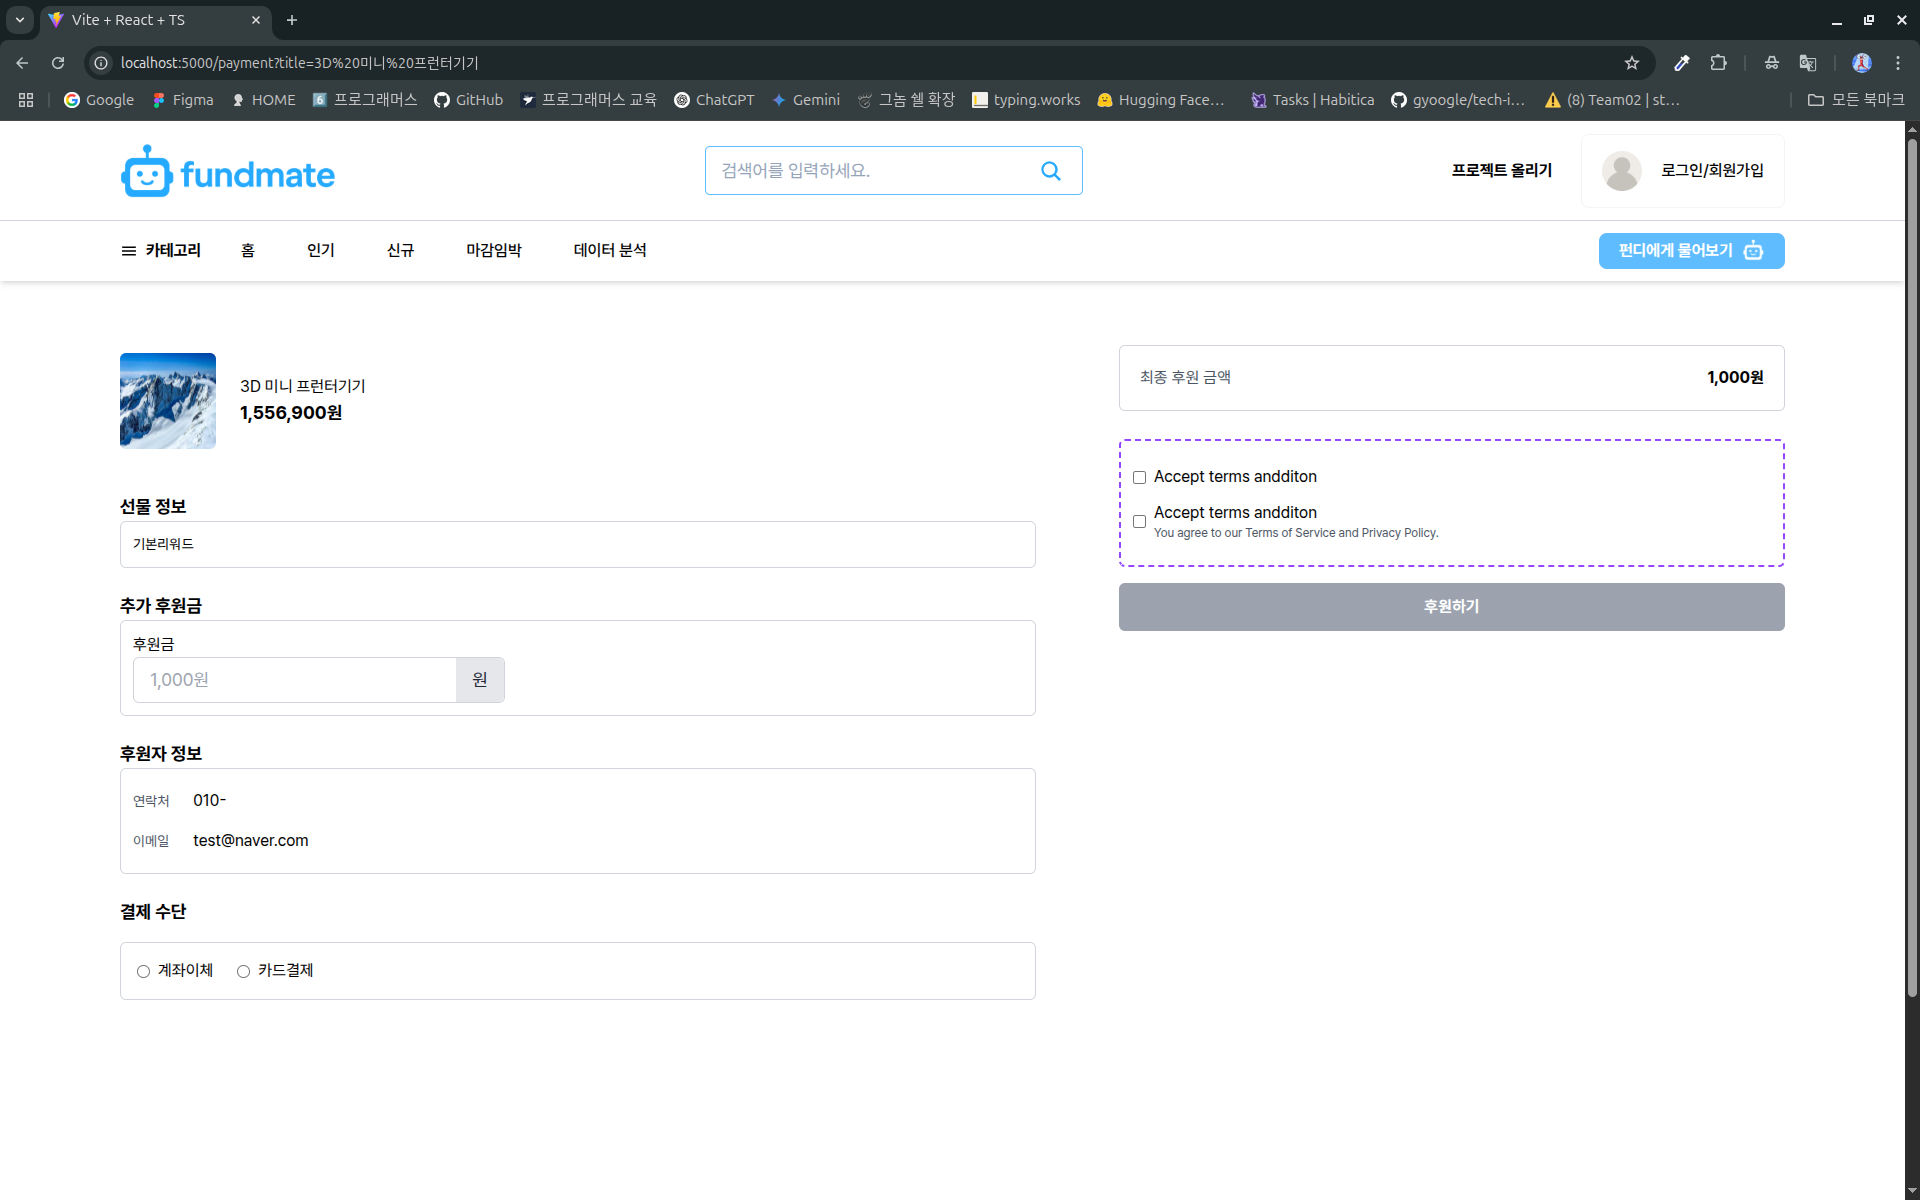 Vite + React + TS
localhost:5000/payment?title=3D%20미니%20프런터기기
Google
Figma
HOME
프로그래머스
GitHub
프로그래머스 교육
ChatGPT
Gemini
그놈 쉘 확장
typing.works
Hugging Face…
Tasks | Habitica
gyoogle/tech-i…
(8) Team02 | st…
모든 북마크
fundmate
검색어를 입력하세요.
프로젝트 올리기
로그인/회원가입
카테고리
홈
인기
신규
마감임박
데이터 분석
펀디에게 물어보기
3D 미니 프런터기기
1,556,900원
선물 정보
기본리워드
추가 후원금
후원금
1,000원
원
후원자 정보
연락처 010-
이메일 test@naver.com
결제 수단
계좌이체
카드결제
최종 후원 금액
1,000원
Accept terms andditon
Accept terms andditon
You agree to our Terms of Service and Privacy Policy.
후원하기